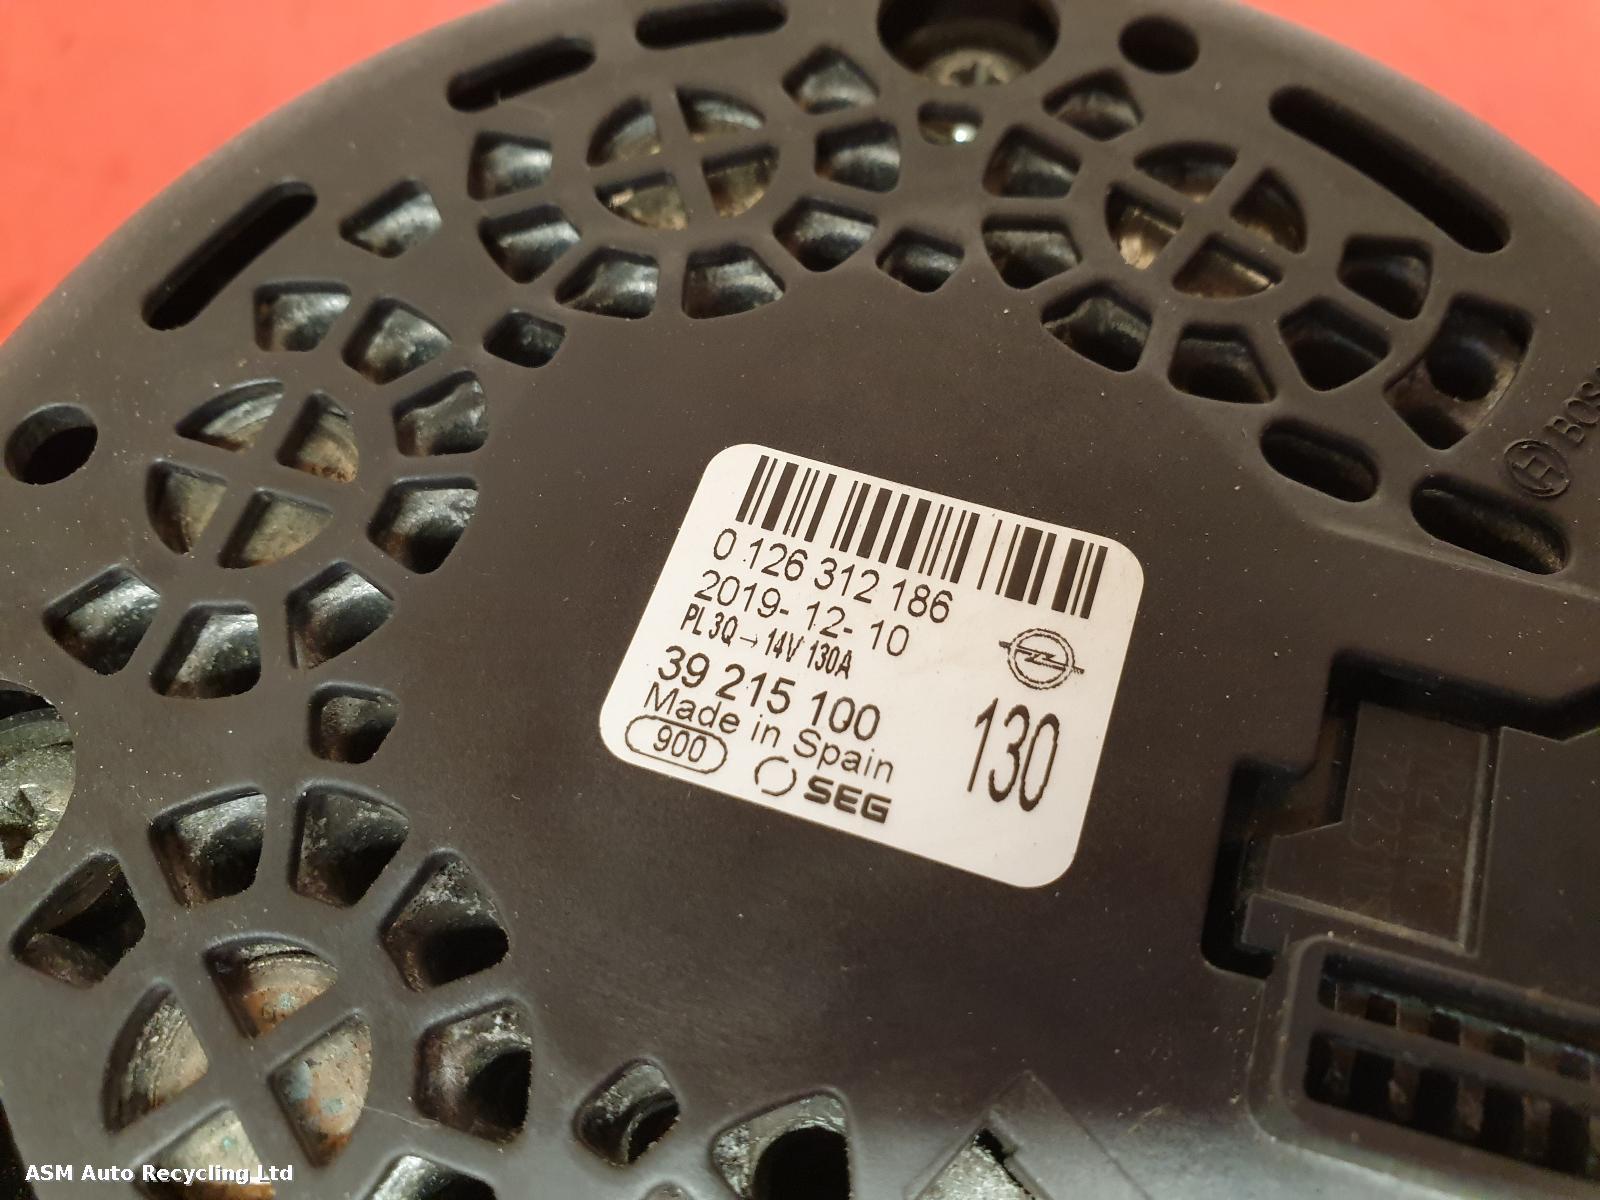 0 126 312 186
2019-12-10
PL 3Q → 14V 130A
39 215 100
Made in Spain
900
SEG
130
ASM Auto Recycling Ltd